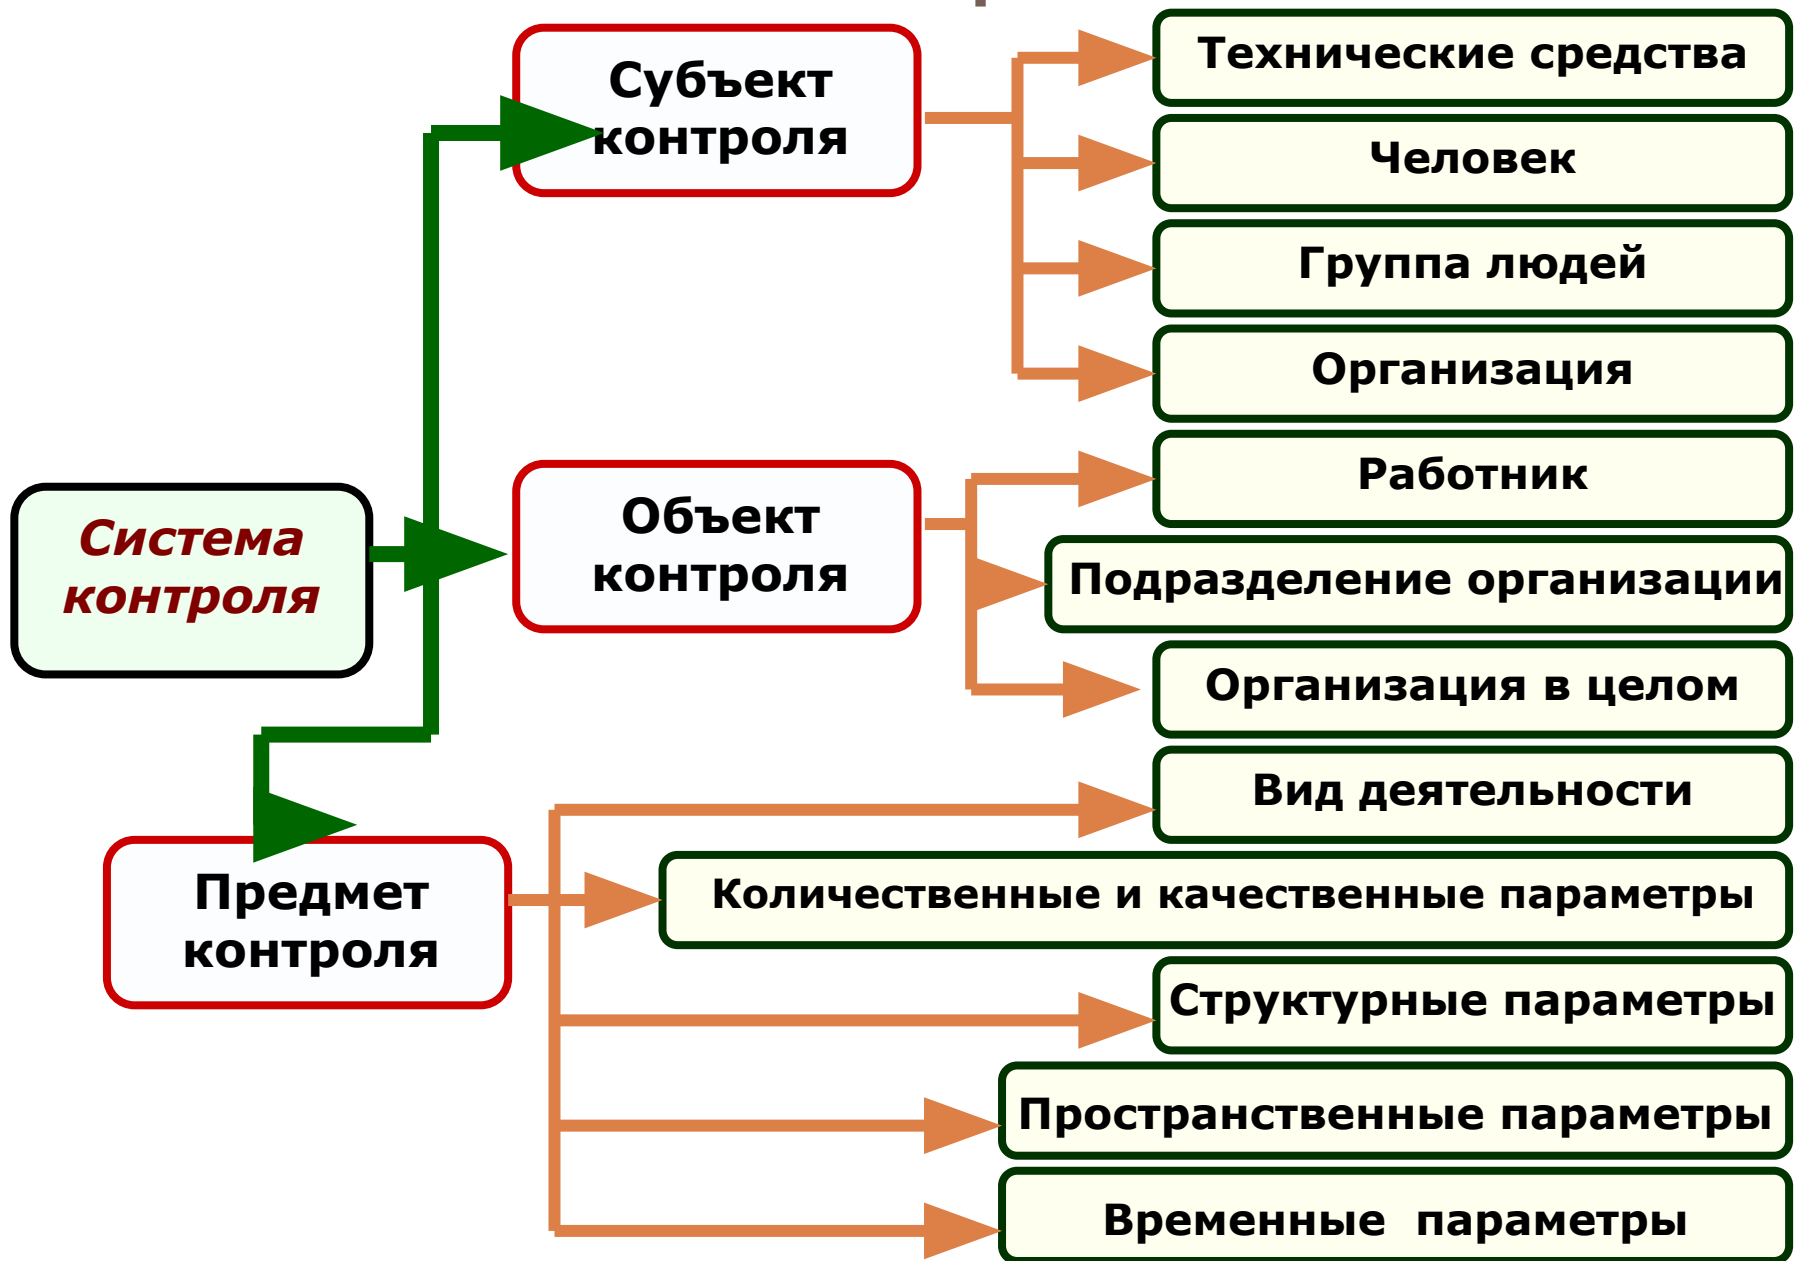 Субъект
контроля
Технические средства
Человек
Группа людей
Организация
Система
контроля
Объект
контроля
Работник
Подразделение организации
Организация в целом
Предмет
контроля
Вид деятельности
Количественные и качественные параметры
Структурные параметры
Пространственные параметры
Временные параметры